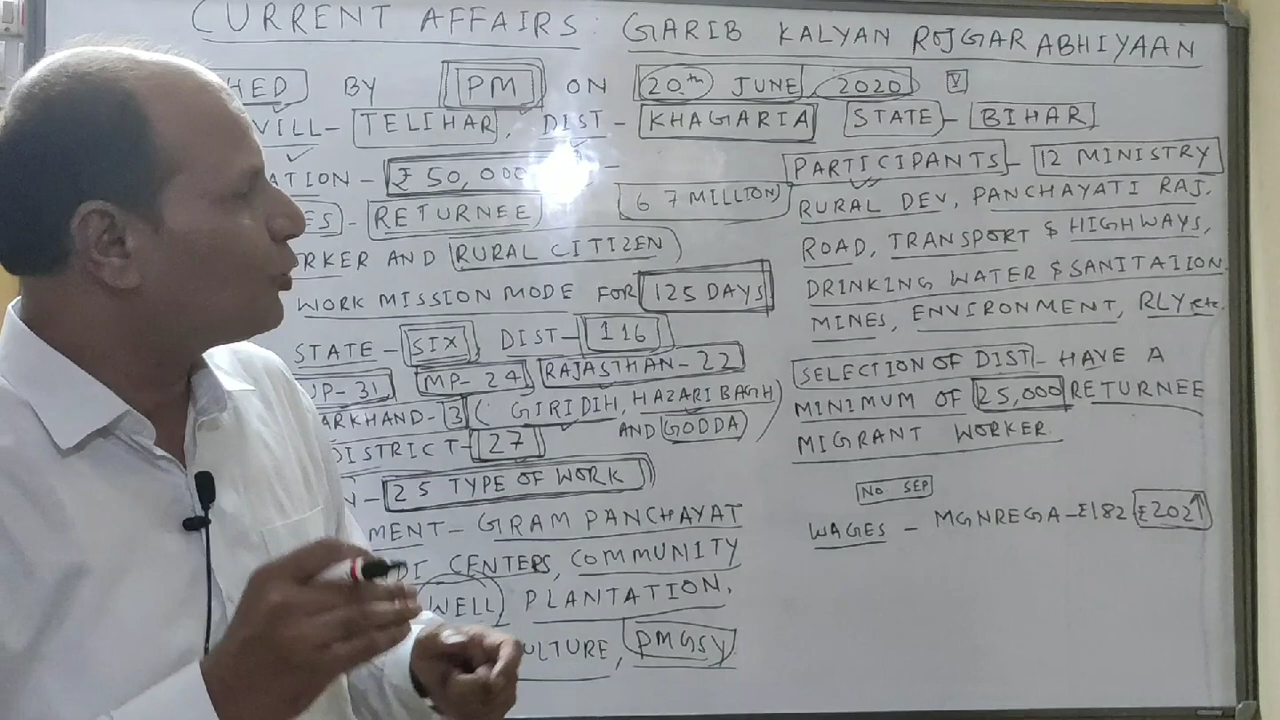 CURRENT AFFAIRS: GARIB KALYAN ROJGAR ABHIYAAN
HED BY PM ON 20th JUNE, 2020 V
VILL- TELIHAR, DIST- KHAGARIA STATE- BIHAR
ATION- ₹50,000 -
ES- RETURNEE 67 MILLION
RKER AND RURAL CITIZEN
WORK MISSION MODE FOR 125 DAYS
STATE- SIX, DIST- 116
UP-31 MP-24 RAJASTHAN-22
ARKHAND-3 (GIRIDIH, HAZARIBAGH
AND GODDA)
DISTRICT- 27
N- 25 TYPE OF WORK
MENT- GRAM PANCHAYAT
DI CENTERS, COMMUNITY
WELL PLANTATION,
ULTURE, PMGSY
PARTICIPANTS- 12 MINISTRY
RURAL DEV, PANCHAYATI RAJ,
ROAD, TRANSPORT & HIGHWAYS,
DRINKING WATER & SANITAIION
MINES, ENVIRONMENT, RLY etc.
SELECTION OF DIST- HAVE A
MINIMUM OF 25,000 RETURNEE
MIGRANT WORKER.
NO SEP
WAGES - MGNREGA-₹182 ₹202↑